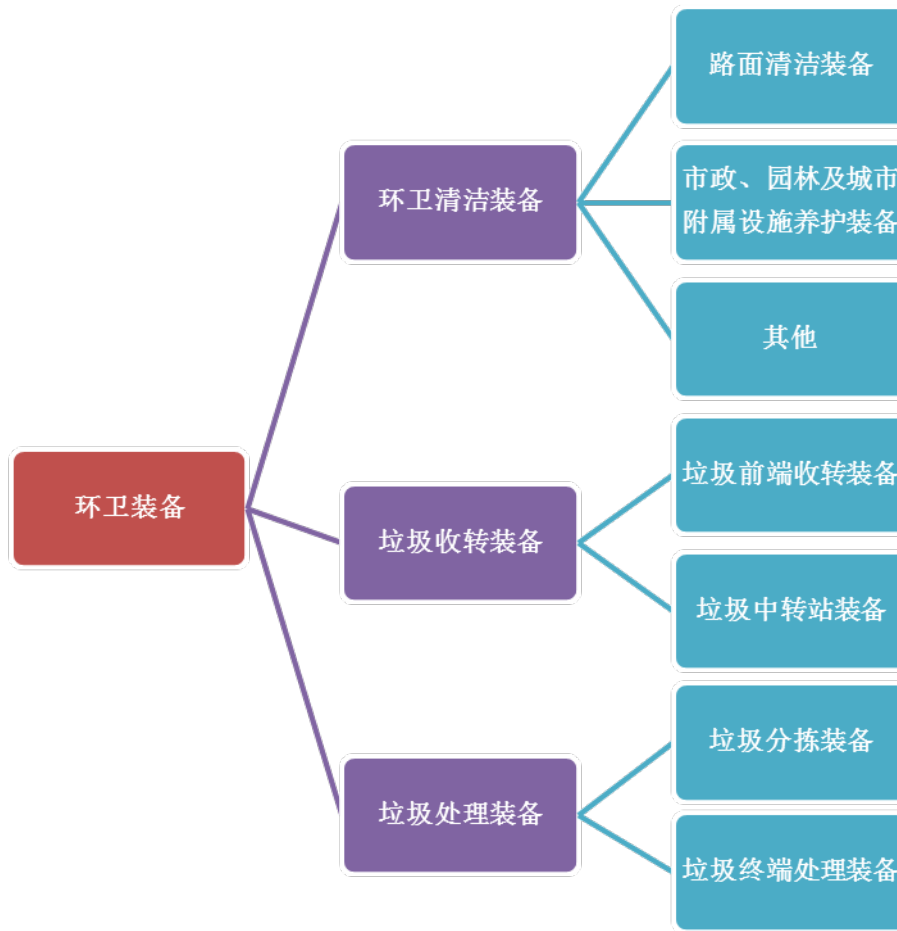 路面清洁装备
环卫清洁装备
市政、园林及城市
附属设施养护装备
其他
环卫装备
垃圾前端收转装备
垃圾收转装备
垃圾中转站装备
垃圾分拣装备
垃圾处理装备
垃圾终端处理装备